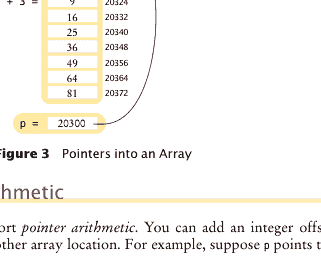 + 3 = 9 20324
16 20332
25 20340
36 20348
49 20356
64 20364
81 20372
p = 20300
Figure 3 Pointers into an Array
hmetic
ort pointer arithmetic. You can add an integer offs
other array location. For example, suppose p points t